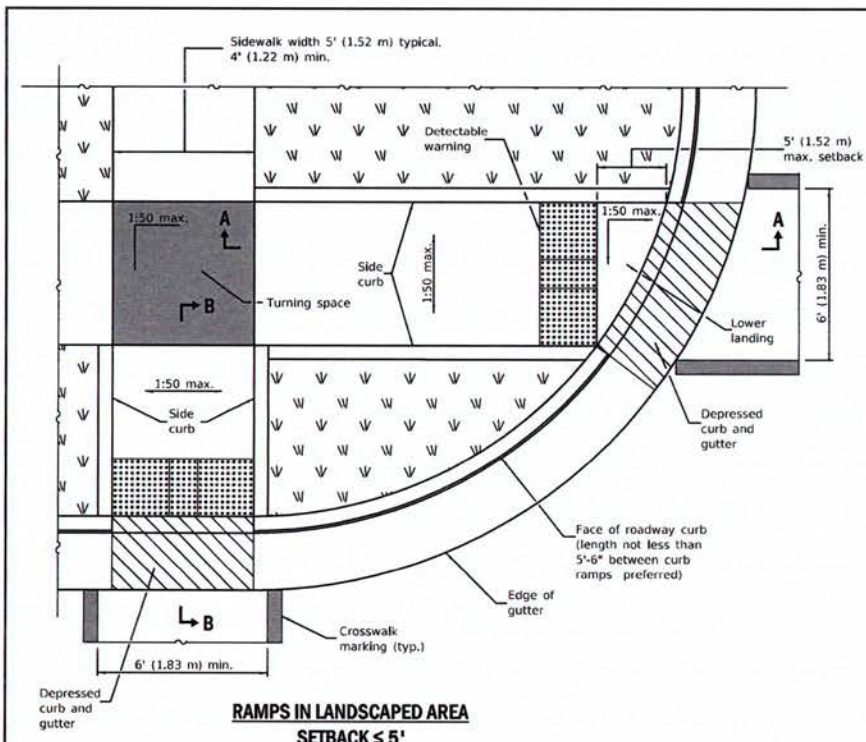 Sidewalk width 5' (1.52 m) typical.
4' (1.22 m) min.
Detectable
warning
5' (1.52 m)
max. setback
1:50 max.
A
1:50 max.
A
Side
curb
1:50 max.
6' (1.83 m) min.
B
Turning space
Lower
landing
1:50 max.
Side
curb
Depressed
curb and
gutter
Face of roadway curb
(length not less than
5'-6" between curb
ramps preferred)
Edge of
gutter
B
Crosswalk
marking (typ.)
6' (1.83 m) min.
Depressed
curb and
gutter
RAMPS IN LANDSCAPED AREA
SETBACK ≤ 5'